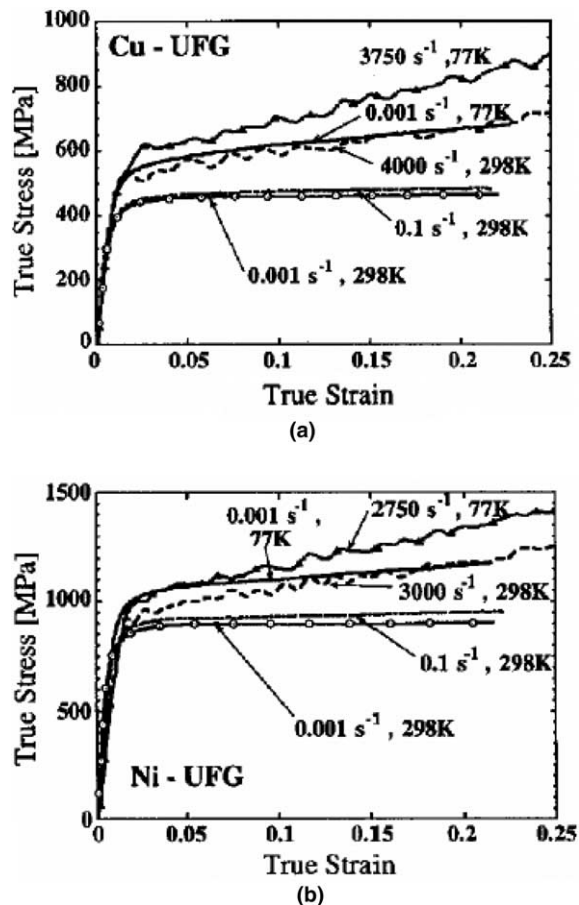 Cu - UFG
3750 s⁻¹ ,77K
0.001 s⁻¹ , 77K
4000 s⁻¹ , 298K
0.1 s⁻¹ , 298K
0.001 s⁻¹ , 298K
True Stress [MPa]
1000
800
600
400
200
0
0 0.05 0.1 0.15 0.2 0.25
True Strain
(a)
0.001 s⁻¹ ,
77K
2750 s⁻¹, 77K
3000 s⁻¹ , 298K
0.1 s⁻¹ , 298K
0.001 s⁻¹ , 298K
Ni - UFG
True Stress [MPa]
1500
1000
500
0
0 0.05 0.1 0.15 0.2 0.25
True Strain
(b)